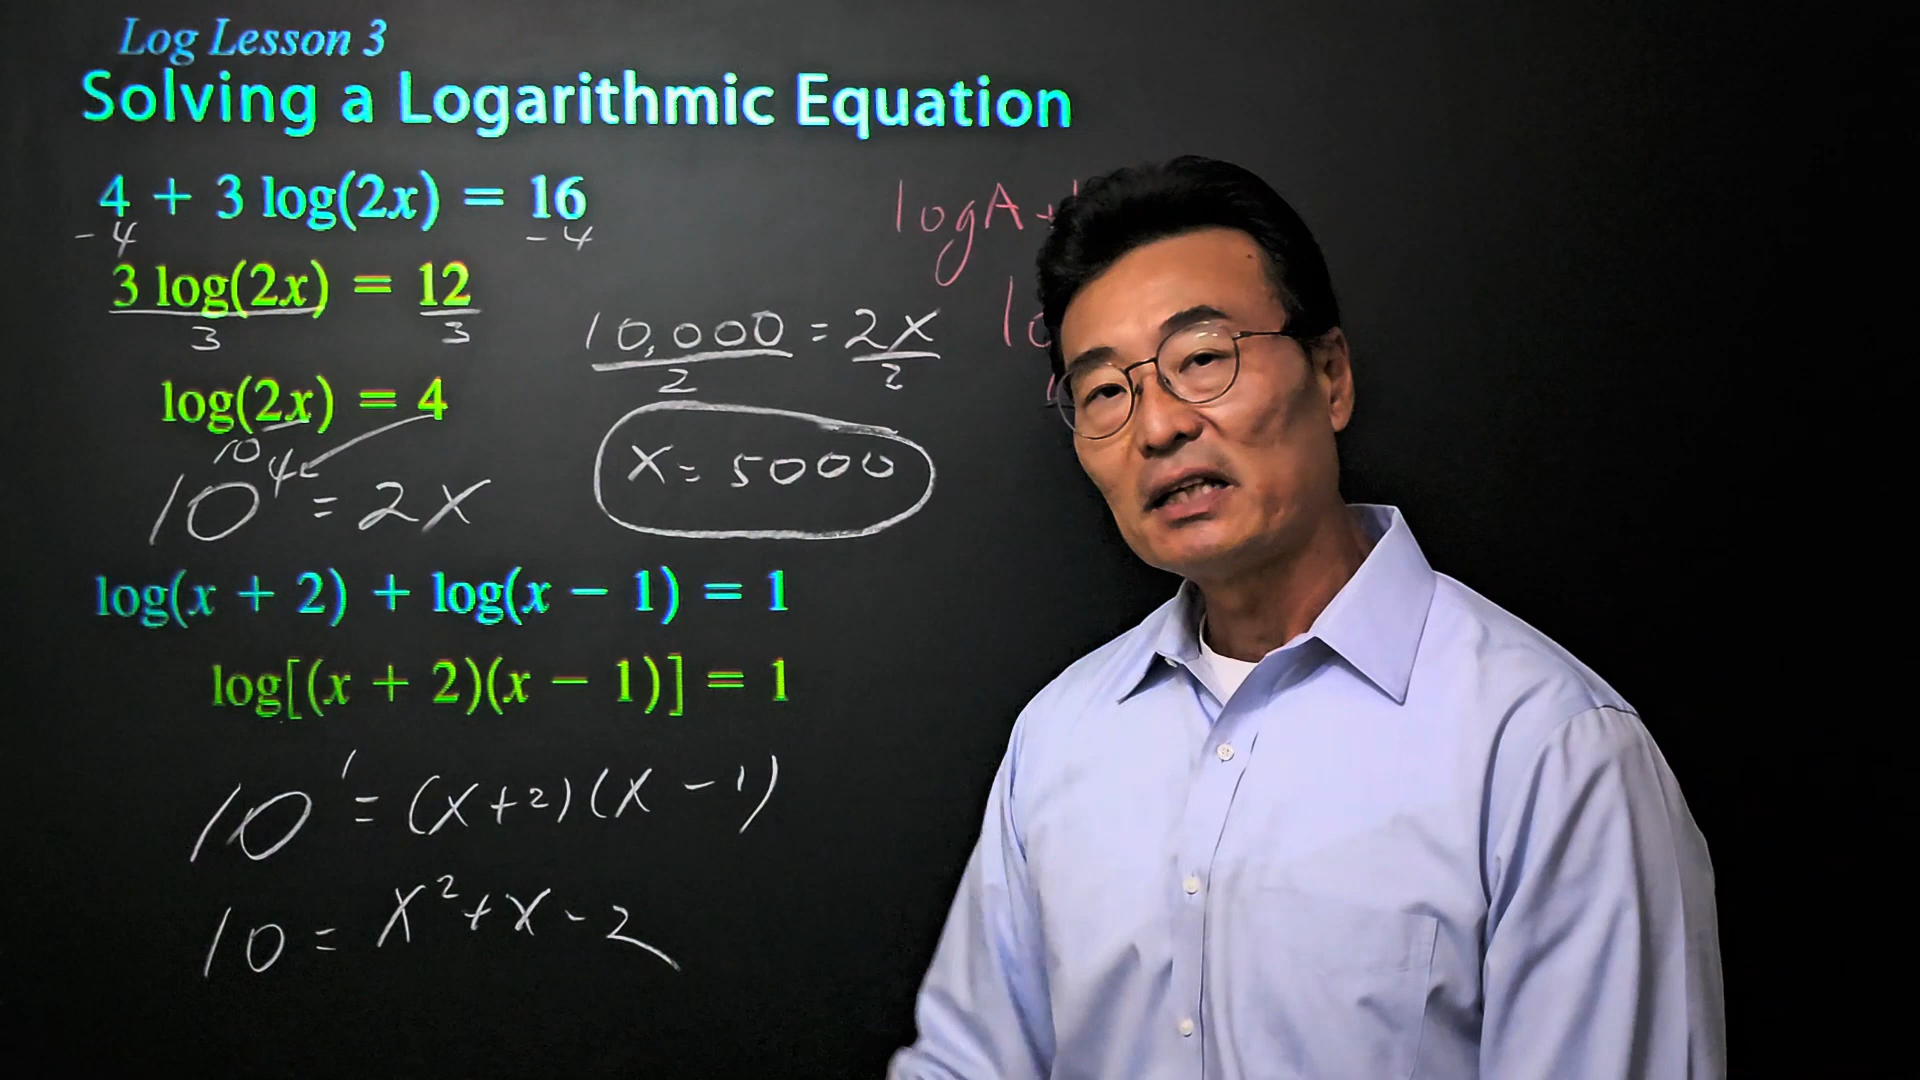 Log Lesson 3
Solving a Logarithmic Equation
4 + 3 log(2x) = 16
-4 -4
3 log(2x) = 12
3 3
log(2x) = 4
10
10⁴ = 2x
10,000 = 2x
2 2
x = 5000
log(x + 2) + log(x − 1) = 1
log[(x + 2)(x − 1)] = 1
10¹ = (x+2)(x-1)
10 = x²+x-2
logA+